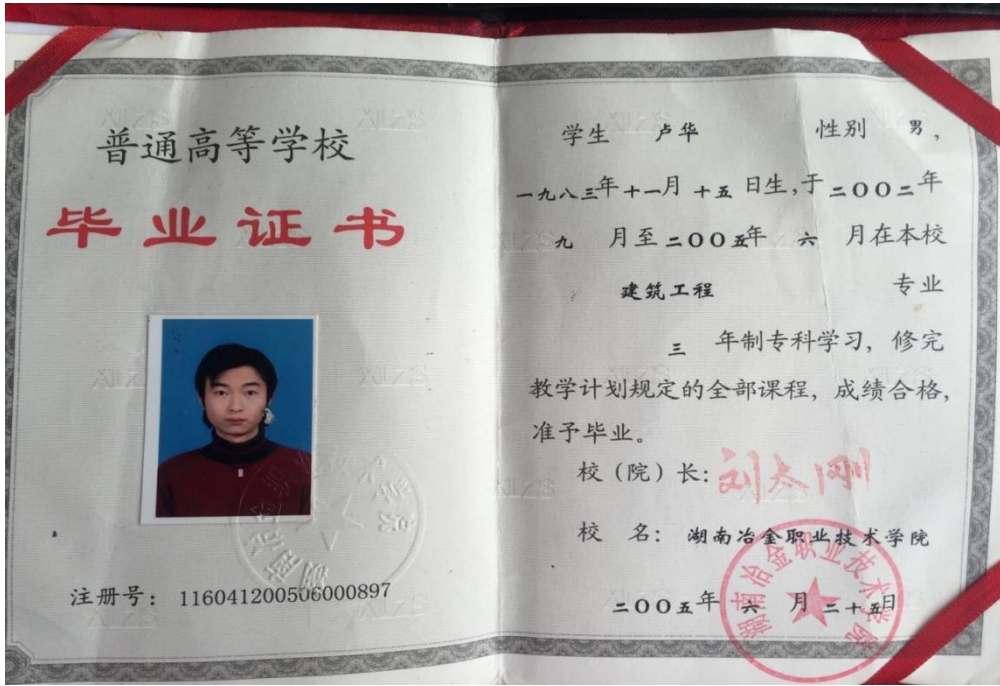 普通高等学校
毕业证书
注册号：116041200506000897
学生 卢华 性别 男，
一九八三年十一月十五日生，于二〇〇二年
九月至二〇〇五年六月在本校
建筑工程 专业
三年制专科学习，修完
教学计划规定的全部课程，成绩合格，
准予毕业。
校（院）长：刘太刚
校名：湖南冶金职业技术学院
二〇〇五年六月二十五日
湖南冶金职业技术学院